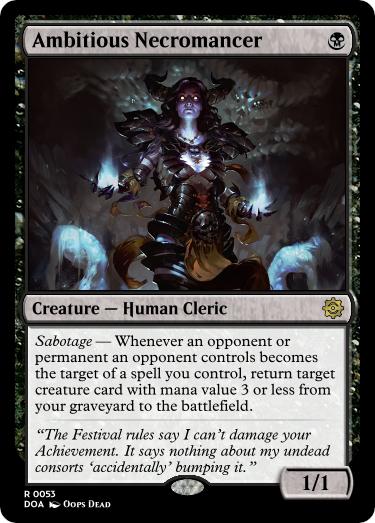 Ambitious Necromancer
Creature — Human Cleric
Sabotage — Whenever an opponent or
permanent an opponent controls becomes
the target of a spell you control, return target
creature card with mana value 3 or less from
your graveyard to the battlefield.
“The Festival rules say I can’t damage your
Achievement. It says nothing about my undead
consorts ‘accidentally’ bumping it.”
1/1
R 0053
DOA Oops Dead